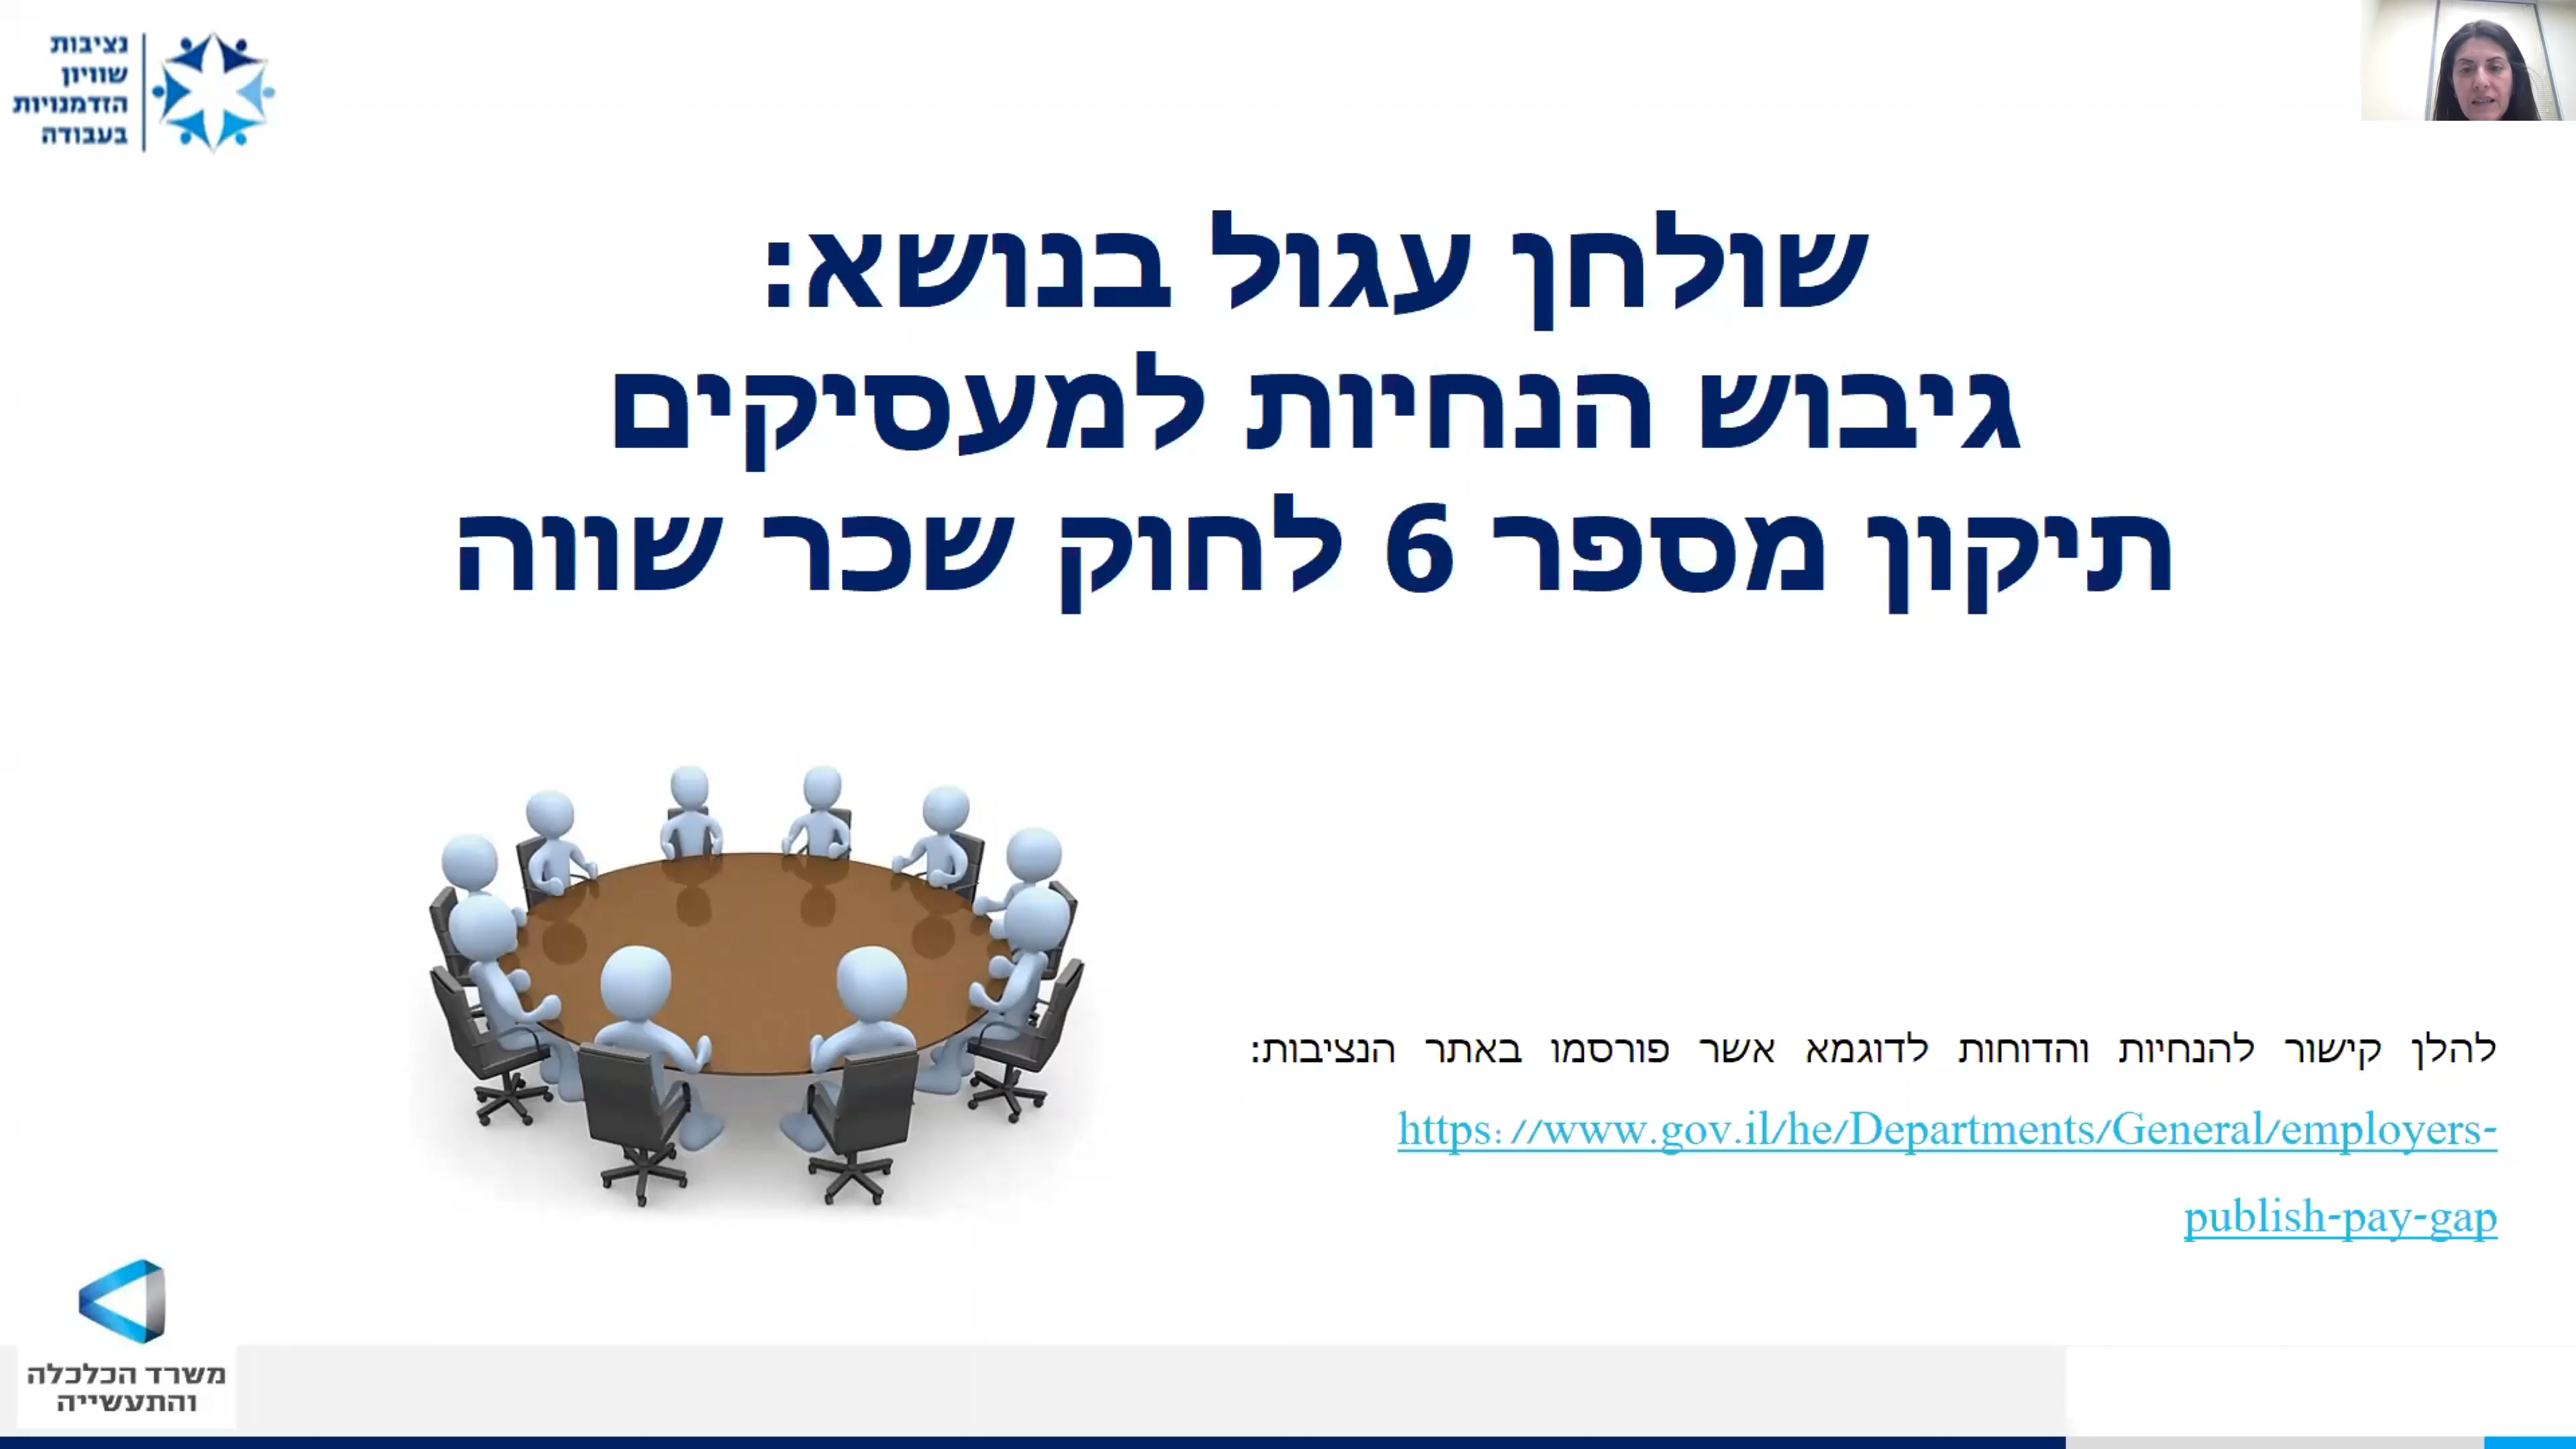 נציבות
שוויון
הזדמנויות
בעבודה
שולחן עגול בנושא:
גיבוש הנחיות למעסיקים
תיקון מספר 6 לחוק שכר שווה
להלן קישור להנחיות והדוחות לדוגמא אשר פורסמו באתר הנציבות:
https://www.gov.il/he/Departments/General/employers-
publish-pay-gap
משרד הכלכלה
והתעשייה